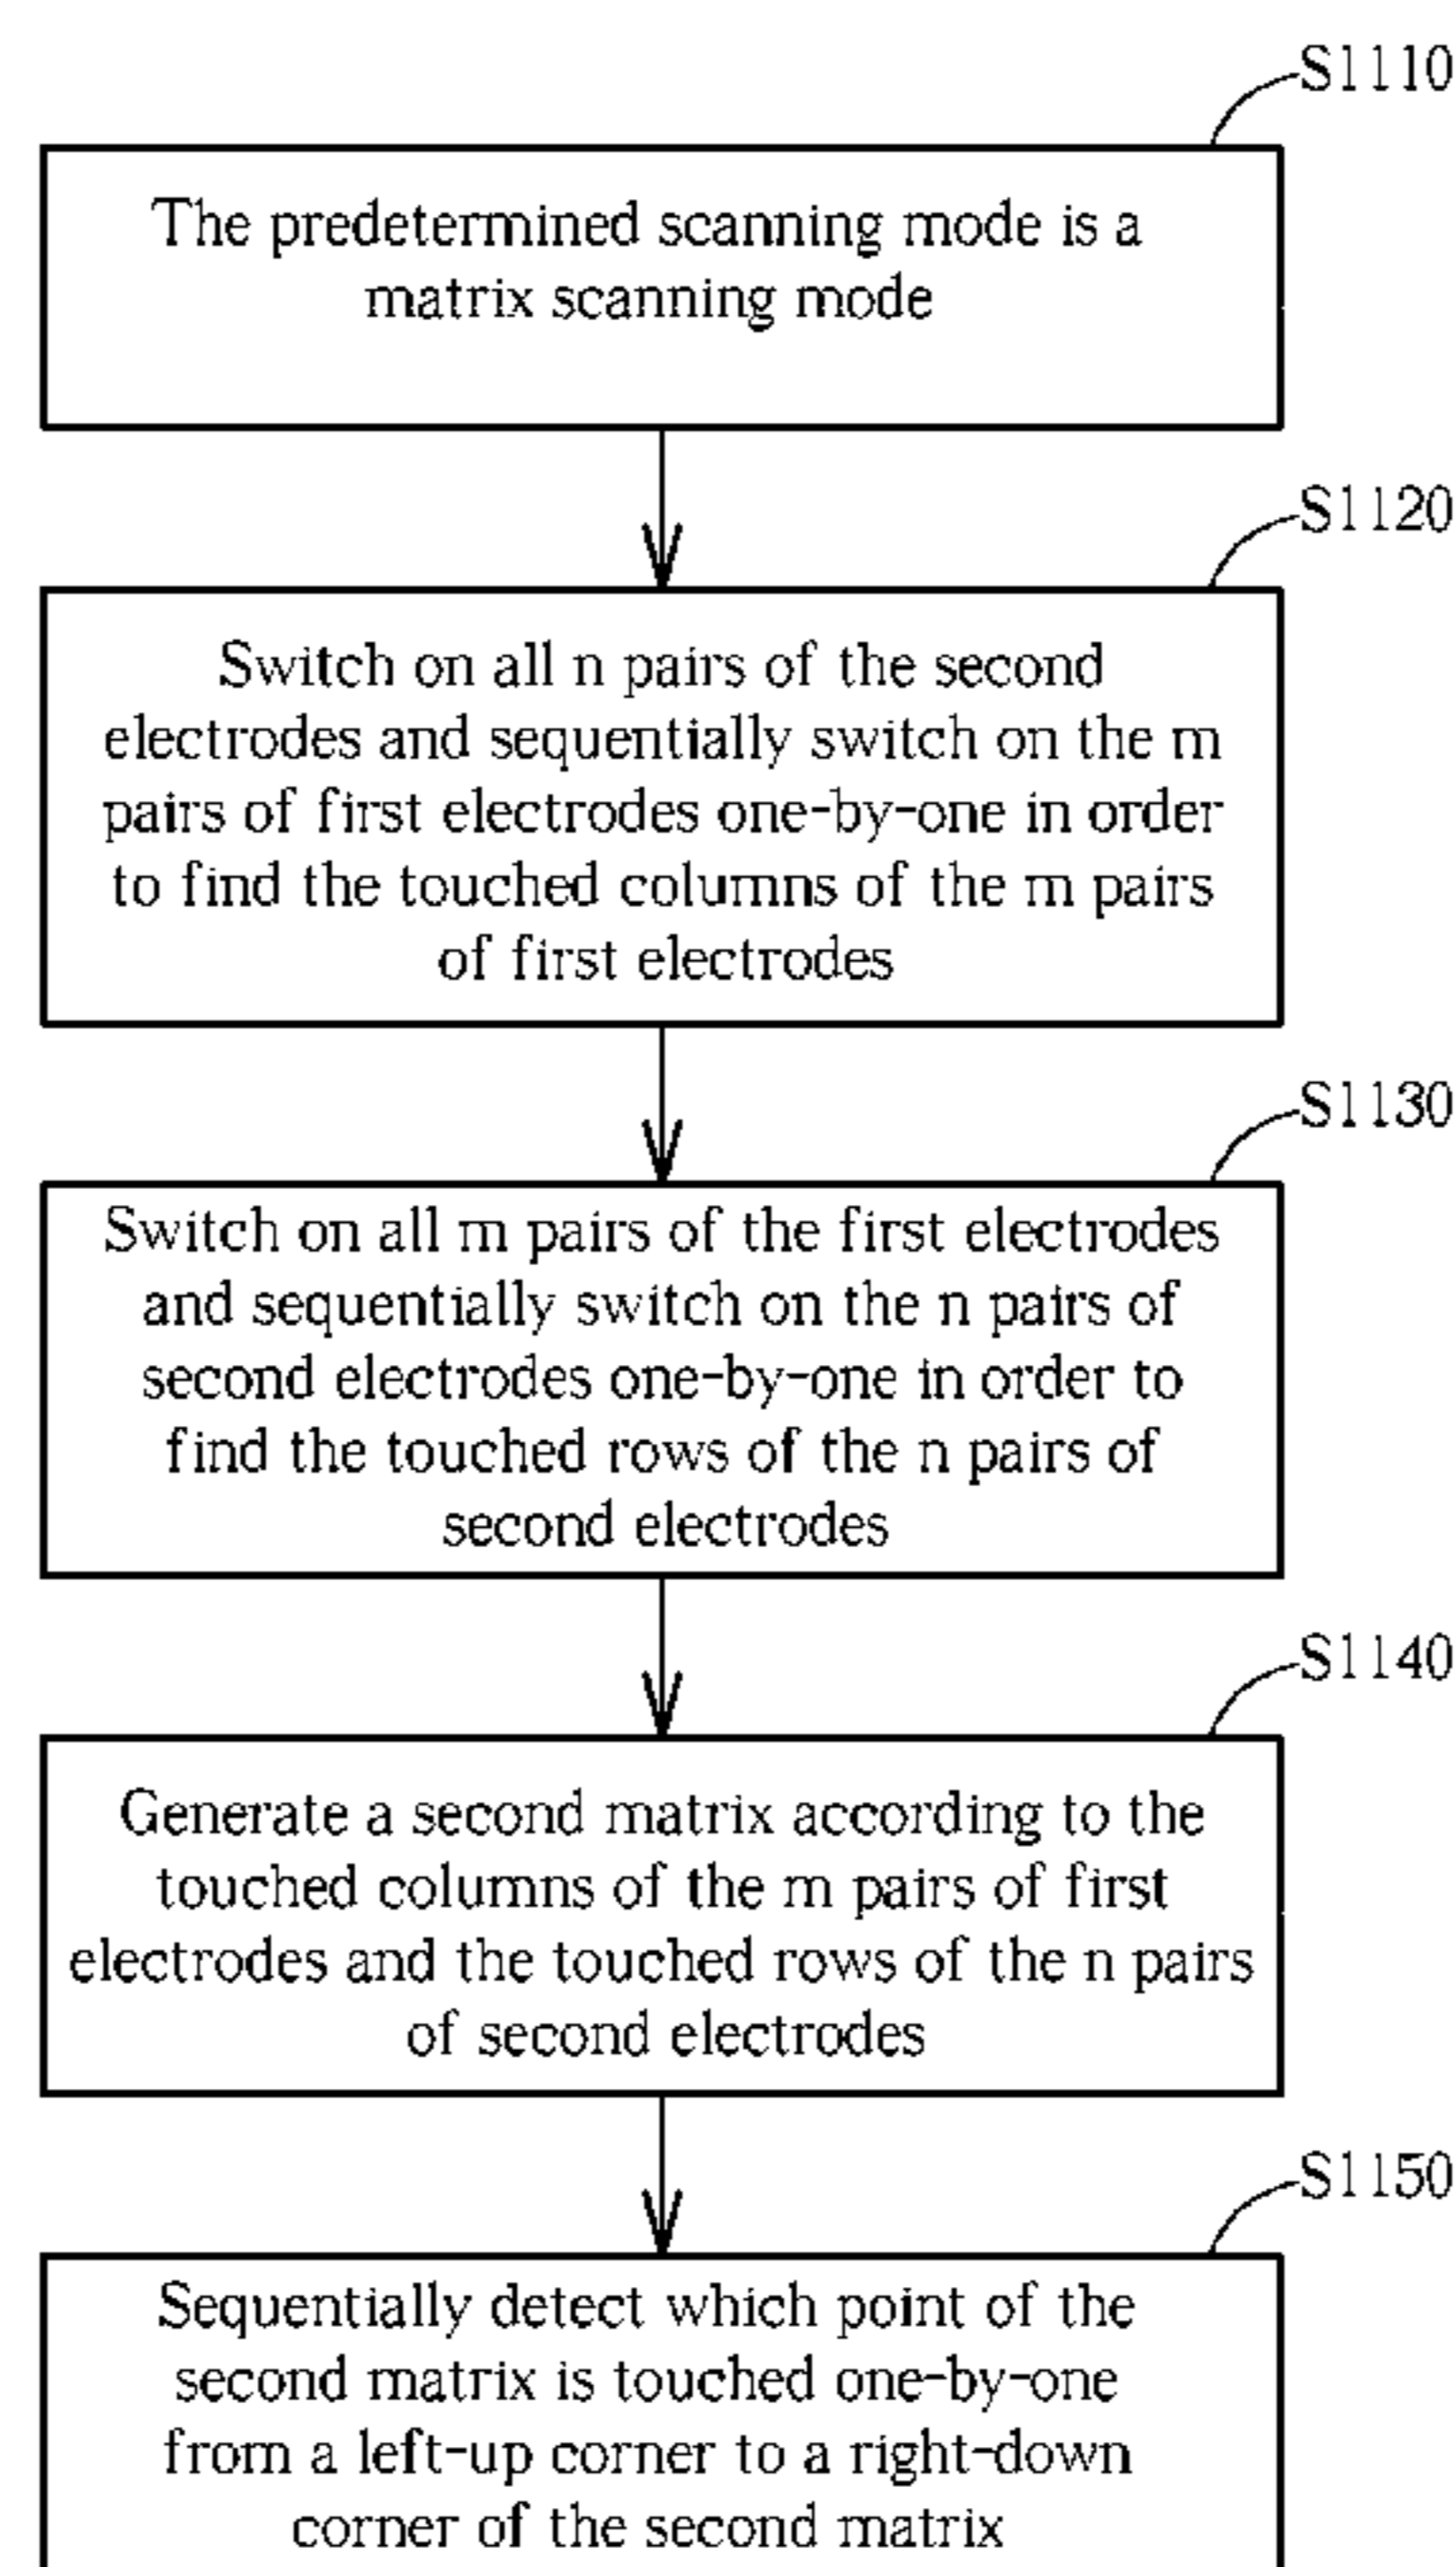 S1110
The predetermined scanning mode is a
matrix scanning mode
S1120
Switch on all n pairs of the second
electrodes and sequentially switch on the m
pairs of first electrodes one-by-one in order
to find the touched columns of the m pairs
of first electrodes
S1130
Switch on all m pairs of the first electrodes
and sequentially switch on the n pairs of
second electrodes one-by-one in order to
find the touched rows of the n pairs of
second electrodes
S1140
Generate a second matrix according to the
touched columns of the m pairs of first
electrodes and the touched rows of the n pairs
of second electrodes
S1150
Sequentially detect which point of the
second matrix is touched one-by-one
from a left-up corner to a right-down
corner of the second matrix